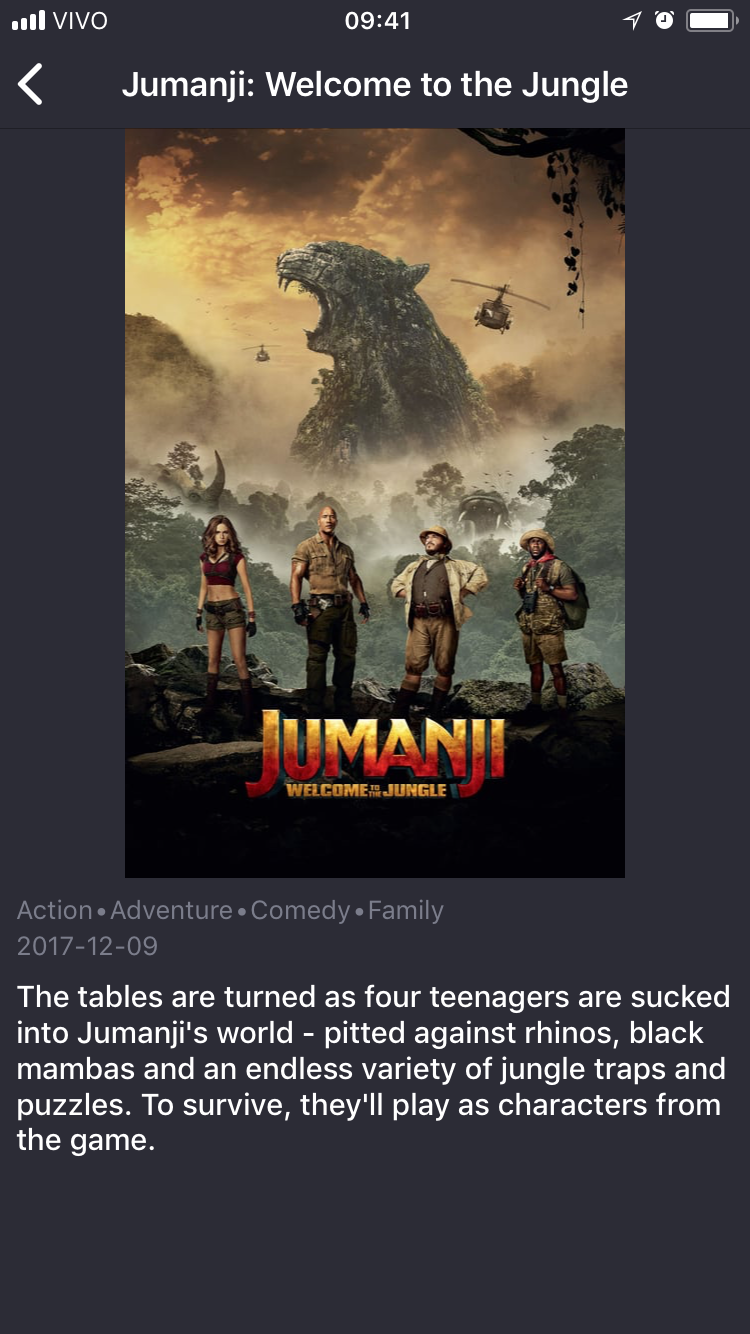 VIVO 09:41
Jumanji: Welcome to the Jungle
JUMANJI
WELCOME TO THE JUNGLE
Action•Adventure•Comedy•Family
2017-12-09
The tables are turned as four teenagers are sucked
into Jumanji's world - pitted against rhinos, black
mambas and an endless variety of jungle traps and
puzzles. To survive, they'll play as characters from
the game.